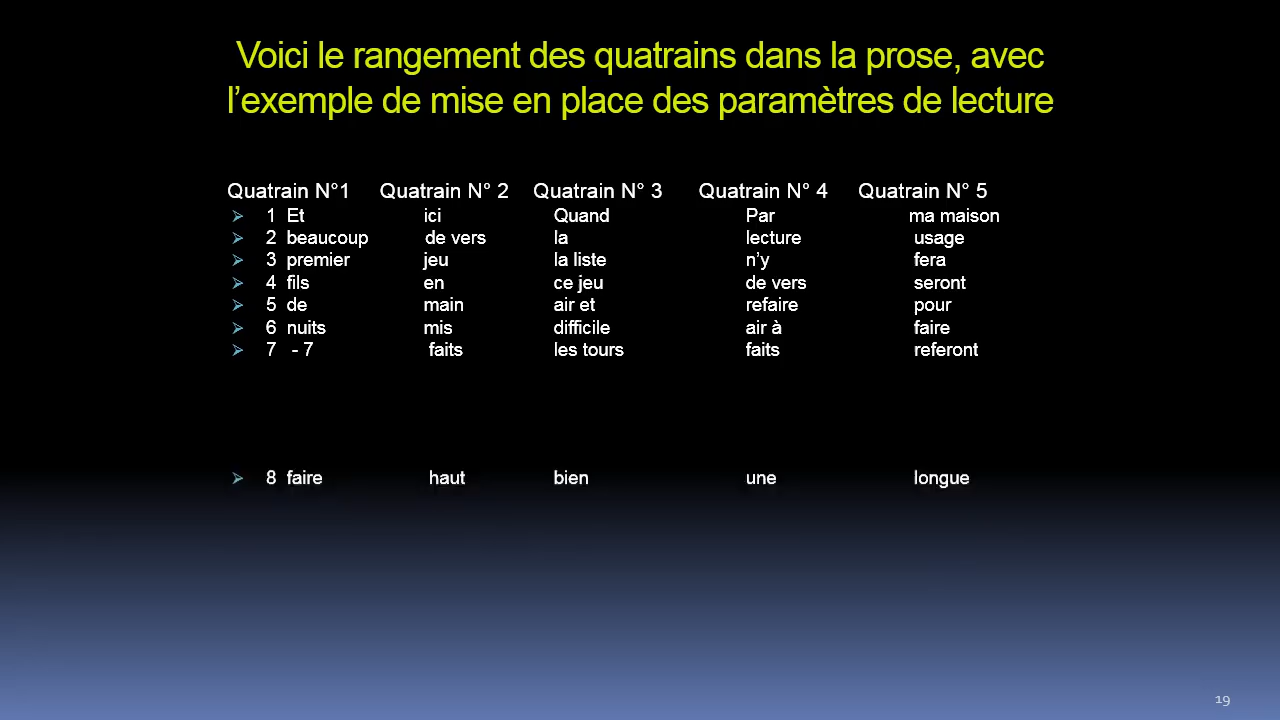 Voici le rangement des quatrains dans la prose, avec
l’exemple de mise en place des paramètres de lecture
Quatrain N°1 Quatrain N° 2 Quatrain N° 3 Quatrain N° 4 Quatrain N° 5
1 Et ici Quand Par ma maison
2 beaucoup de vers la lecture usage
3 premier jeu la liste n’y fera
4 fils en ce jeu de vers seront
5 de main air et refaire pour
6 nuits mis difficile air à faire
7 - 7 faits les tours faits referont
8 faire haut bien une longue
19